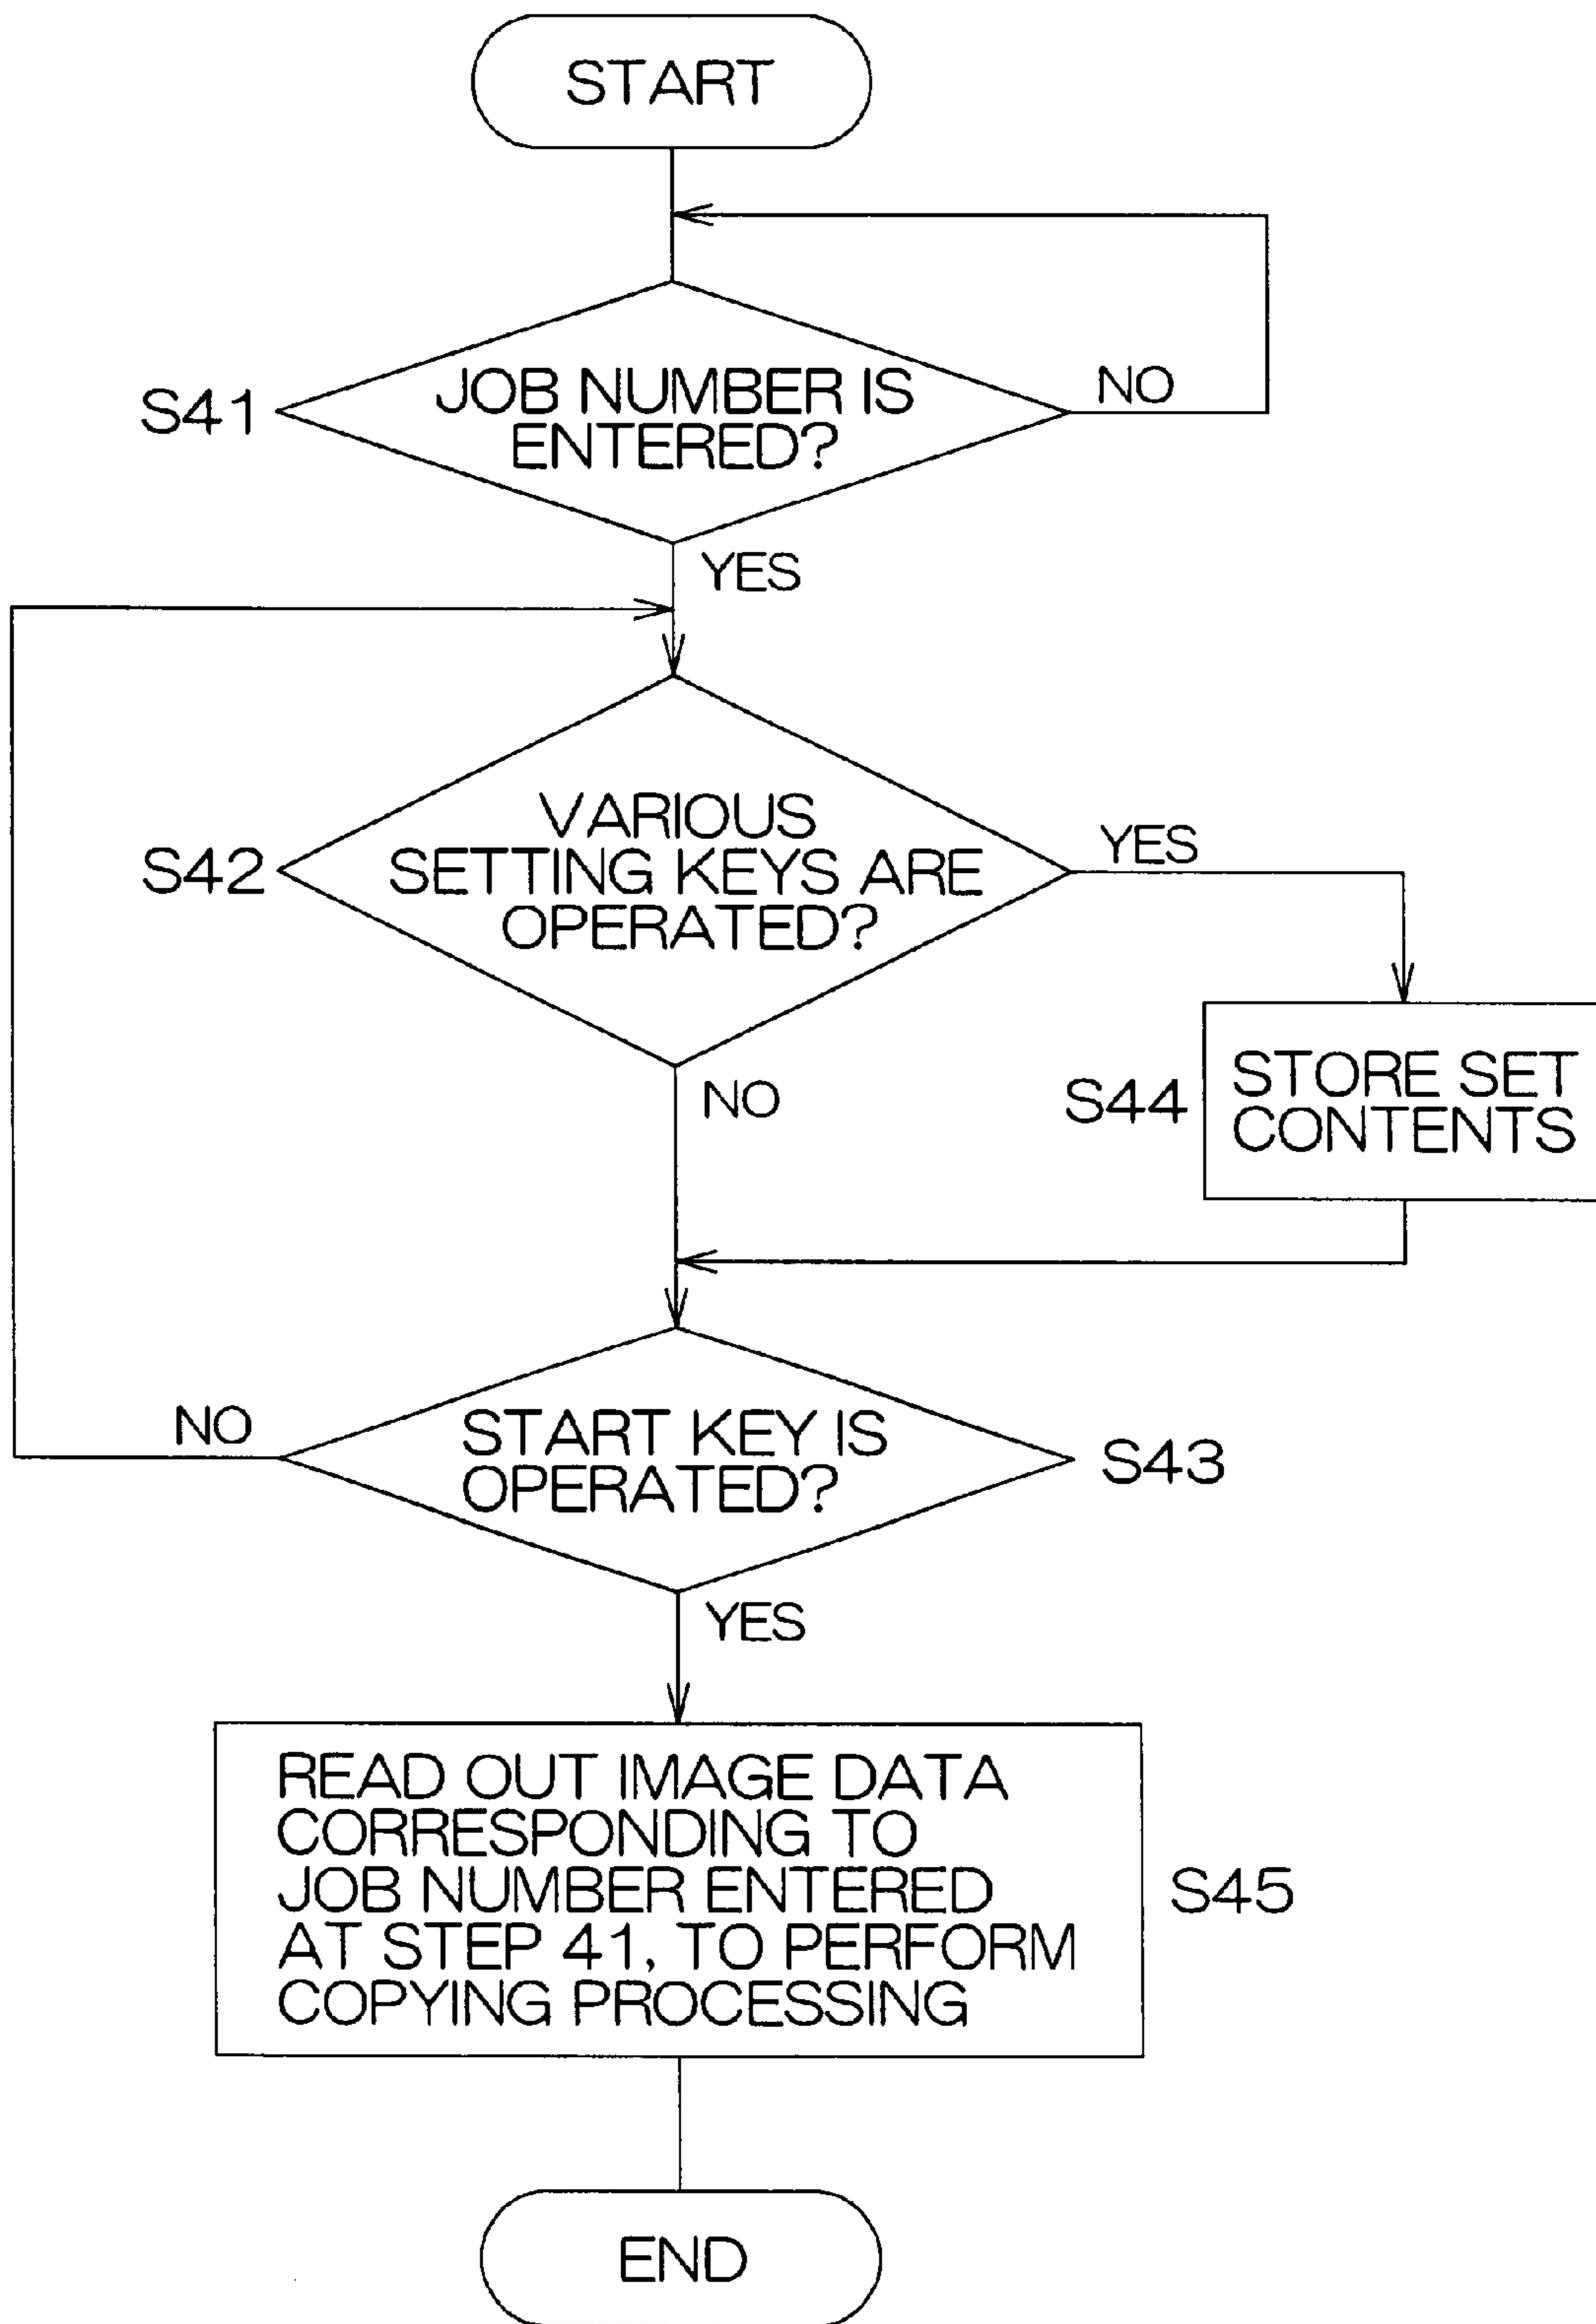 START
S41
JOB NUMBER IS
ENTERED?
NO
YES
S42
VARIOUS
SETTING KEYS ARE
OPERATED?
YES
NO
S44
STORE SET
CONTENTS
NO
START KEY IS
OPERATED?
S43
YES
READ OUT IMAGE DATA
CORRESPONDING TO
JOB NUMBER ENTERED
AT STEP 41, TO PERFORM
COPYING PROCESSING
S45
END